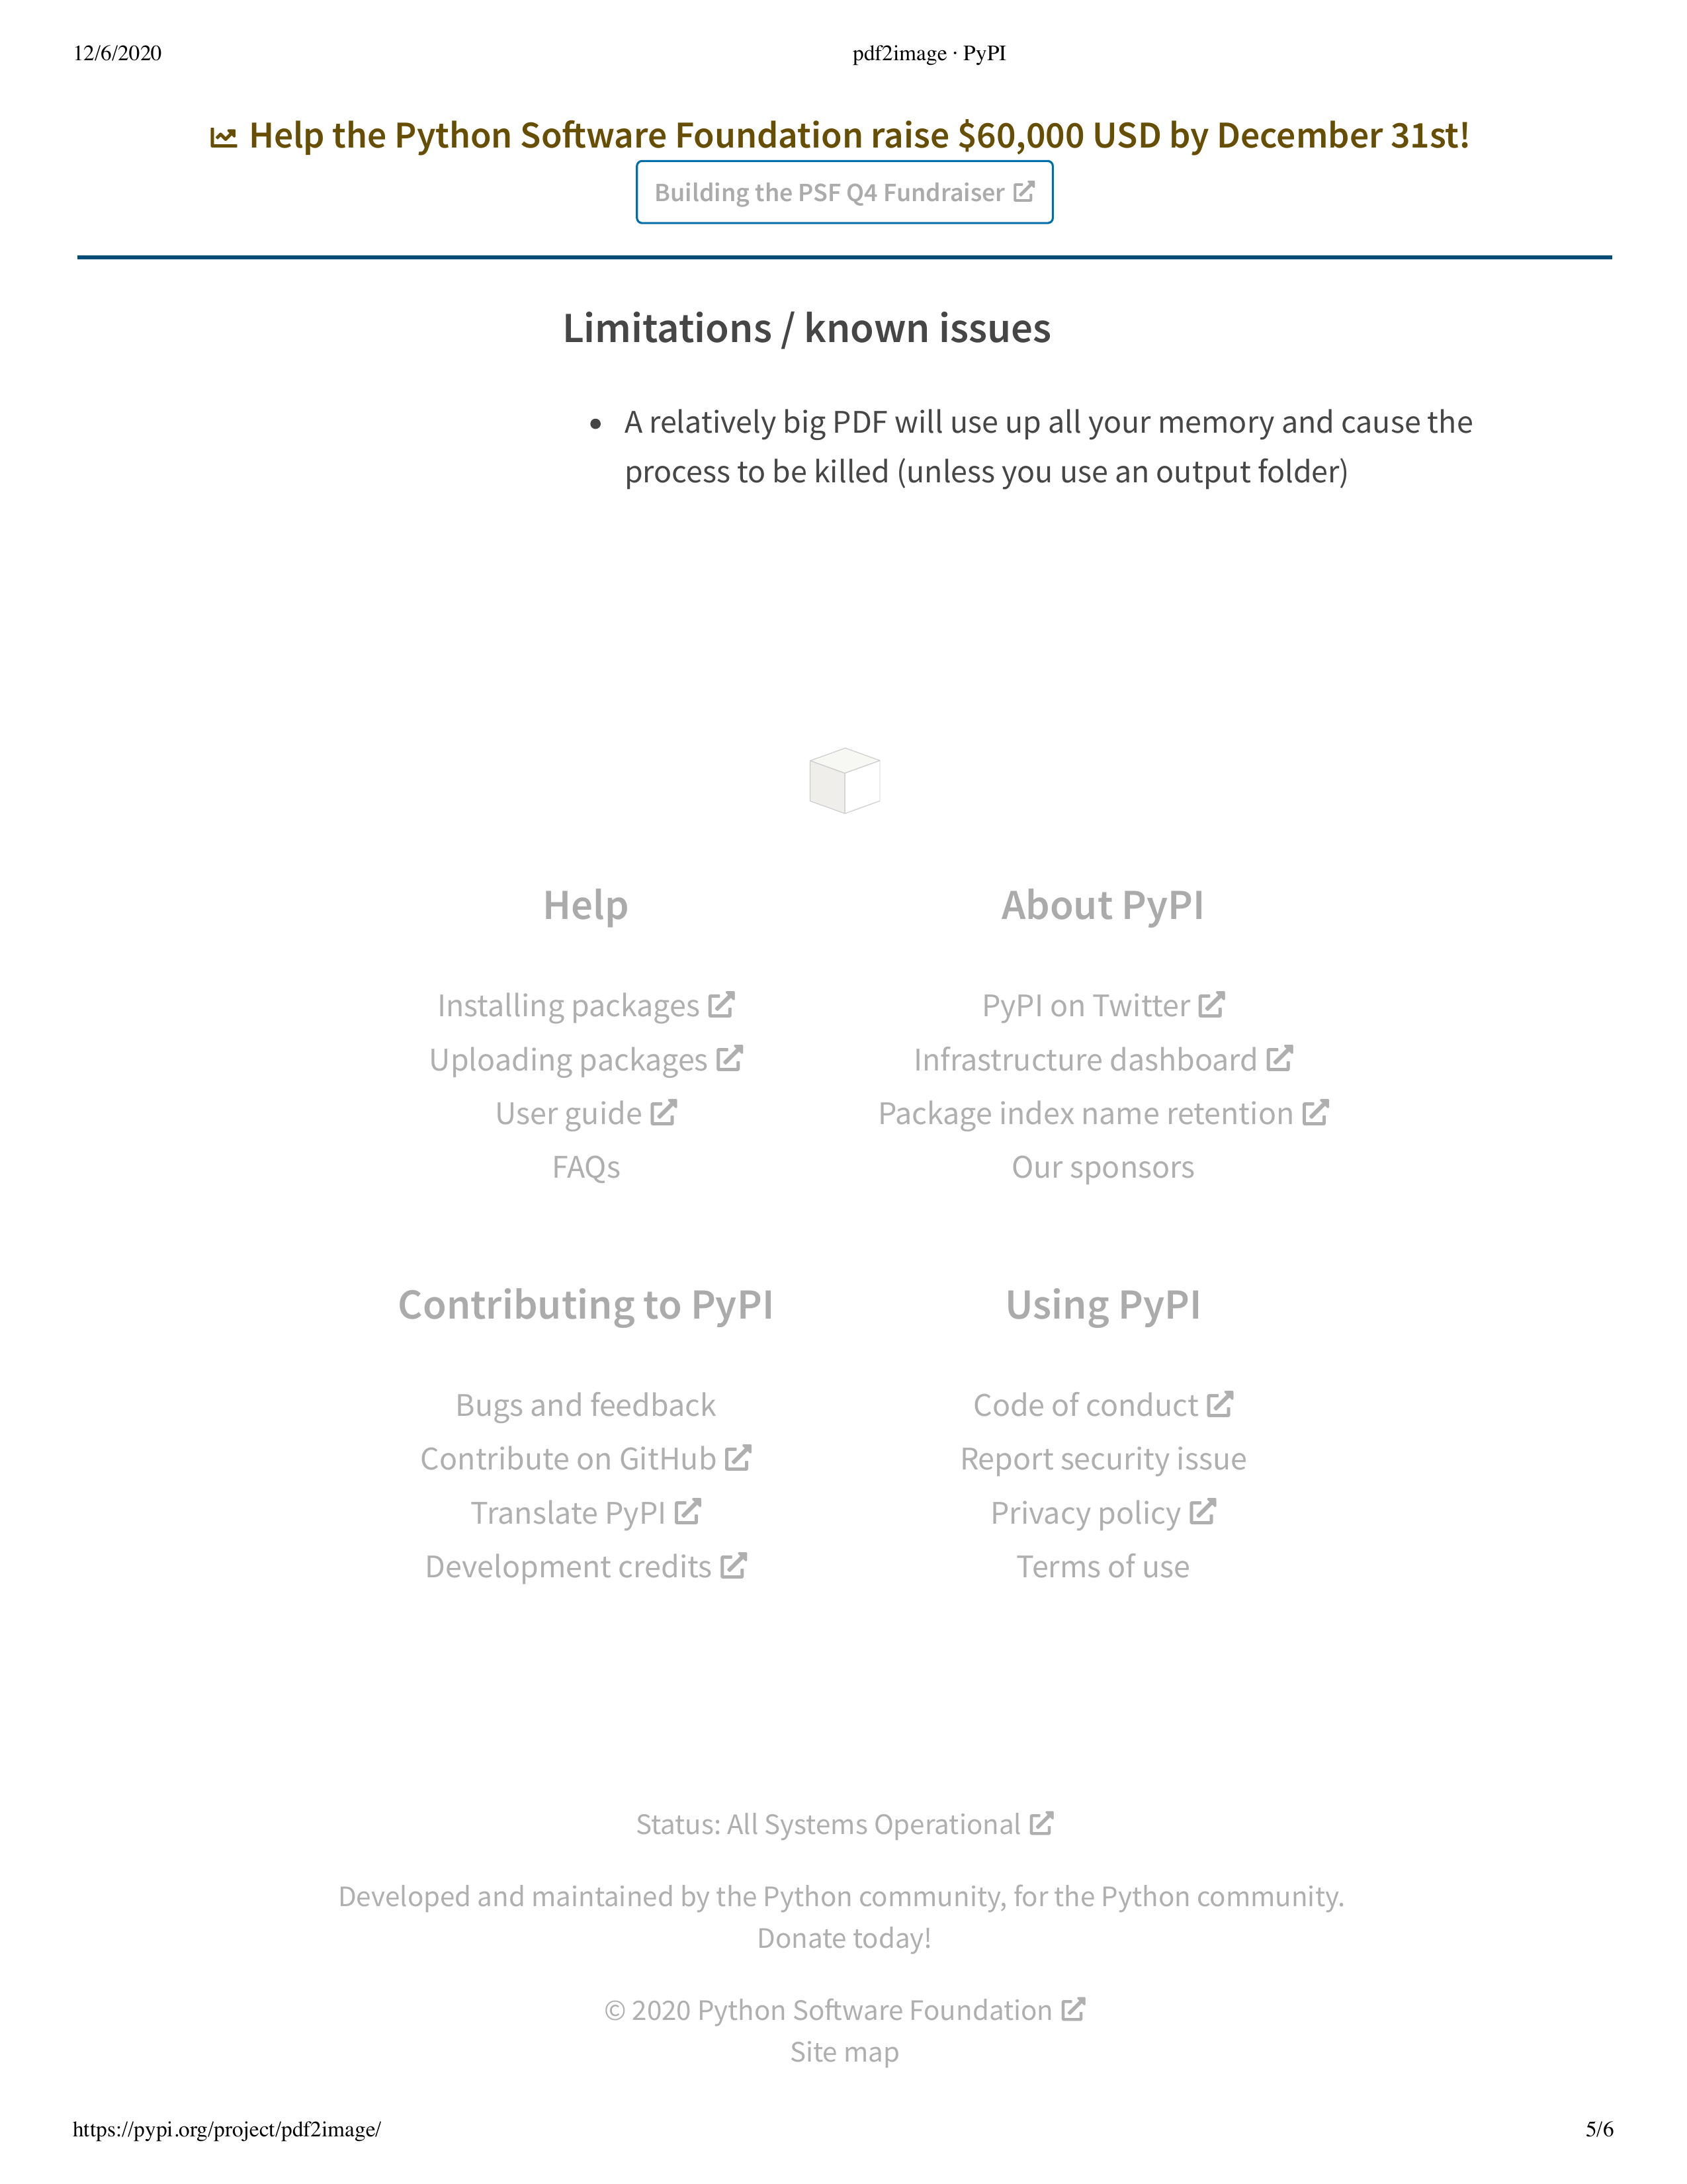 12/6/2020
pdf2image · PyPI
Help the Python Software Foundation raise $60,000 USD by December 31st!
Building the PSF Q4 Fundraiser
Limitations / known issues
• A relatively big PDF will use up all your memory and cause the
process to be killed (unless you use an output folder)
Help
Installing packages
Uploading packages
User guide
FAQs
About PyPI
PyPI on Twitter
Infrastructure dashboard
Package index name retention
Our sponsors
Contributing to PyPI
Bugs and feedback
Contribute on GitHub
Translate PyPI
Development credits
Using PyPI
Code of conduct
Report security issue
Privacy policy
Terms of use
Status: All Systems Operational
Developed and maintained by the Python community, for the Python community.
Donate today!
© 2020 Python Software Foundation
Site map
https://pypi.org/project/pdf2image/
5/6